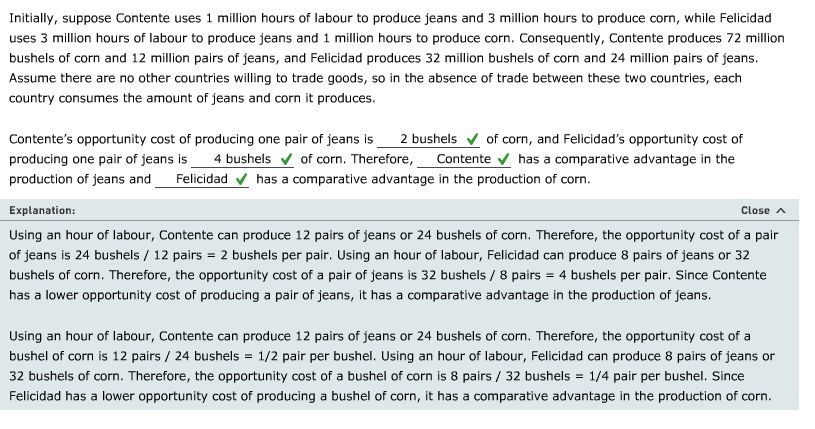 Initially, suppose Contente uses 1 million hours of labour to produce jeans and 3 million hours to produce corn, while Felicidad
uses 3 million hours of labour to produce jeans and 1 million hours to produce corn. Consequently, Contente produces 72 million
bushels of corn and 12 million pairs of jeans, and Felicidad produces 32 million bushels of corn and 24 million pairs of jeans.
Assume there are no other countries willing to trade goods, so in the absence of trade between these two countries, each
country consumes the amount of jeans and corn it produces.
Contente's opportunity cost of producing one pair of jeans is 2 bushels ✔ of corn, and Felicidad's opportunity cost of
producing one pair of jeans is 4 bushels ✔ of corn. Therefore, Contente ✔ has a comparative advantage in the
production of jeans and Felicidad ✔ has a comparative advantage in the production of corn.
Explanation: Close ^
Using an hour of labour, Contente can produce 12 pairs of jeans or 24 bushels of corn. Therefore, the opportunity cost of a pair
of jeans is 24 bushels / 12 pairs = 2 bushels per pair. Using an hour of labour, Felicidad can produce 8 pairs of jeans or 32
bushels of corn. Therefore, the opportunity cost of a pair of jeans is 32 bushels / 8 pairs = 4 bushels per pair. Since Contente
has a lower opportunity cost of producing a pair of jeans, it has a comparative advantage in the production of jeans.
Using an hour of labour, Contente can produce 12 pairs of jeans or 24 bushels of corn. Therefore, the opportunity cost of a
bushel of corn is 12 pairs / 24 bushels = 1/2 pair per bushel. Using an hour of labour, Felicidad can produce 8 pairs of jeans or
32 bushels of corn. Therefore, the opportunity cost of a bushel of corn is 8 pairs / 32 bushels = 1/4 pair per bushel. Since
Felicidad has a lower opportunity cost of producing a bushel of corn, it has a comparative advantage in the production of corn.